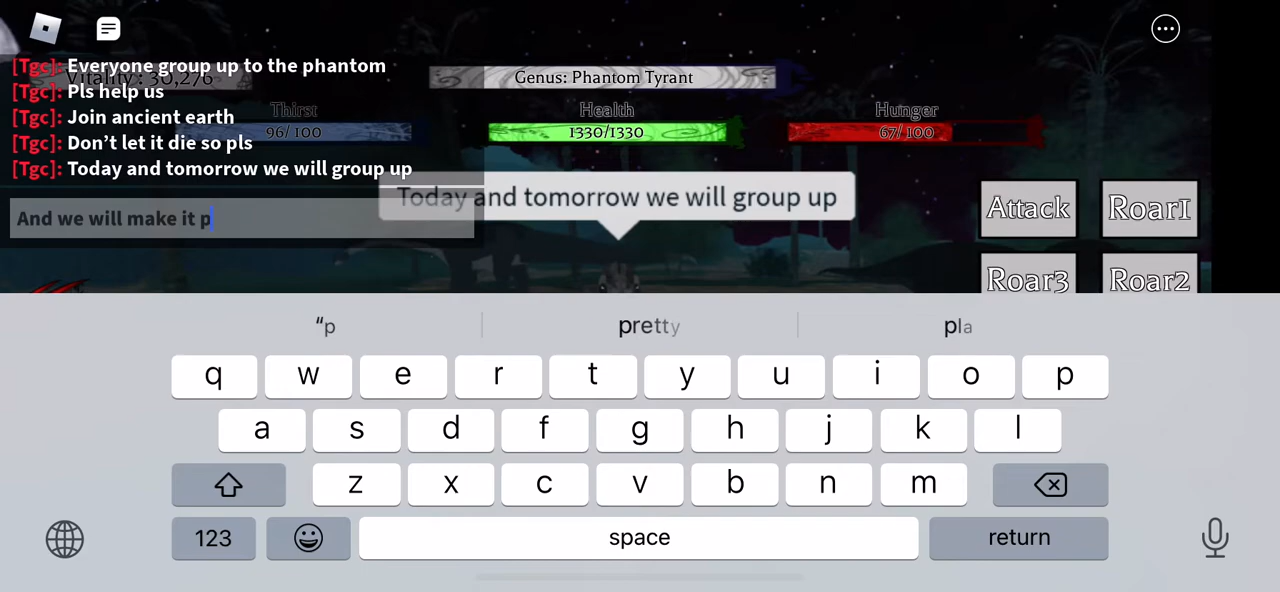 [Tgc]: Everyone group up to the phantom
Vitality : 30,276
Genus: Phantom Tyrant
[Tgc]: Pls help us
[Tgc]: Join ancient earth
Thirst
Health
Hunger
96/100
1330/1330
67/100
[Tgc]: Don’t let it die so pls
[Tgc]: Today and tomorrow we will group up
Today and tomorrow we will group up
And we will make it p
Attack
Roar1
Roar3
Roar2
“p
pretty
pla
q w e r t y u i o p
a s d f g h j k l
z x c v b n m
123
space
return